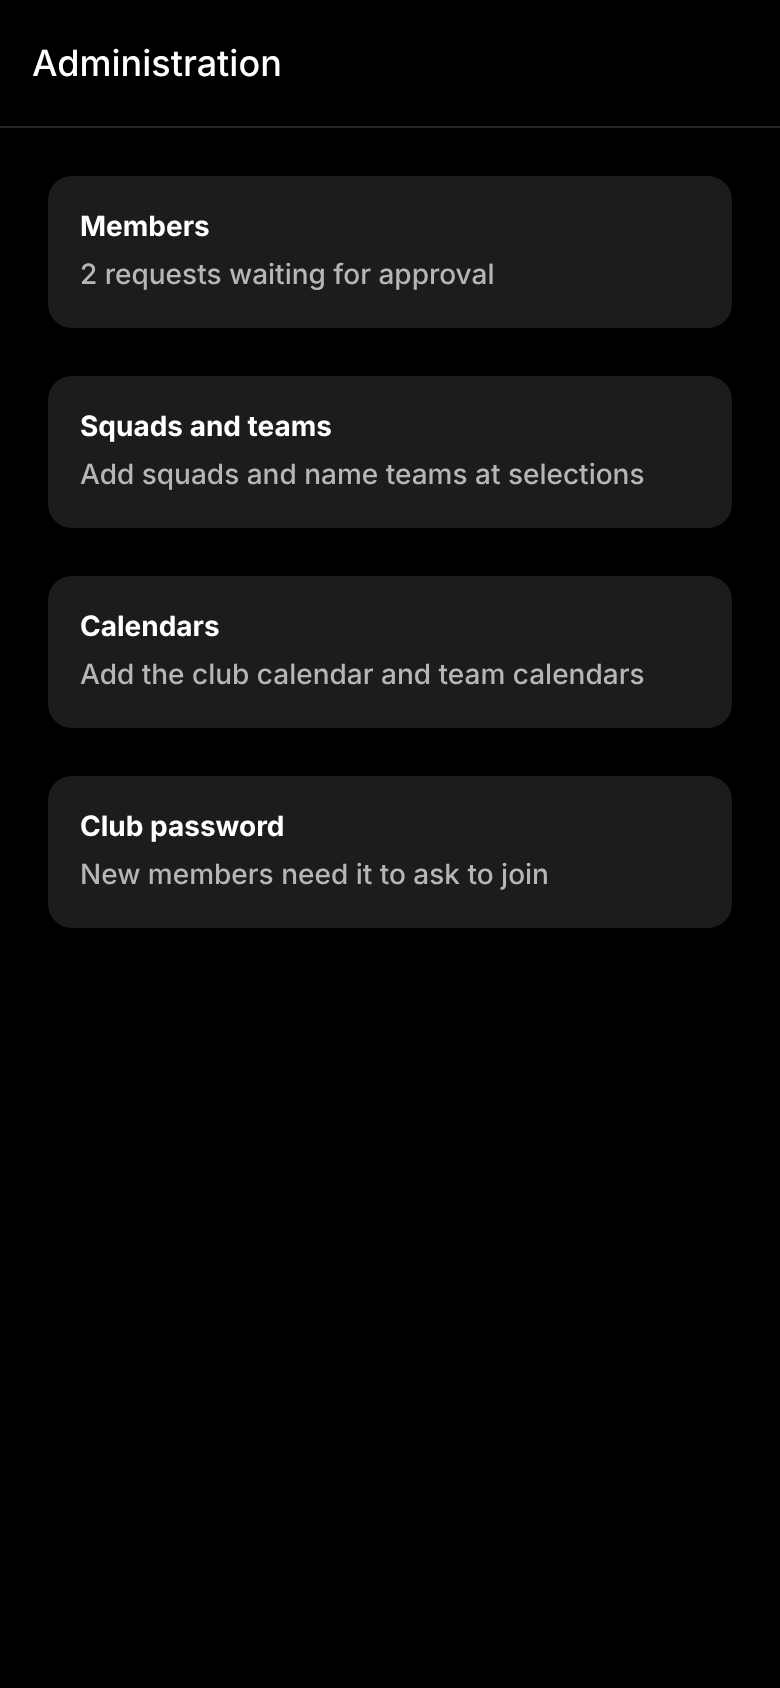 Administration
Members
2 requests waiting for approval
Squads and teams
Add squads and name teams at selections
Calendars
Add the club calendar and team calendars
Club password
New members need it to ask to join